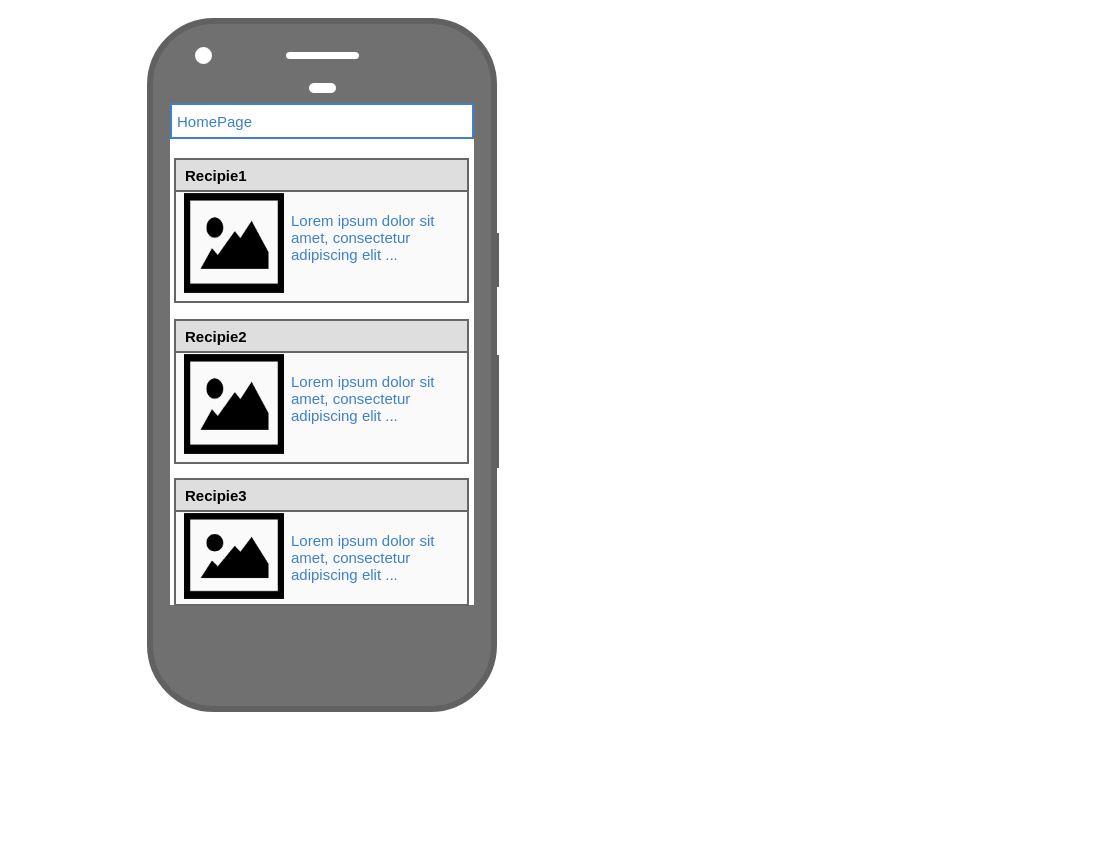 HomePage
Recipie1
Lorem ipsum dolor sit
amet, consectetur
adipiscing elit ...
Recipie2
Lorem ipsum dolor sit
amet, consectetur
adipiscing elit ...
Recipie3
Lorem ipsum dolor sit
amet, consectetur
adipiscing elit ...